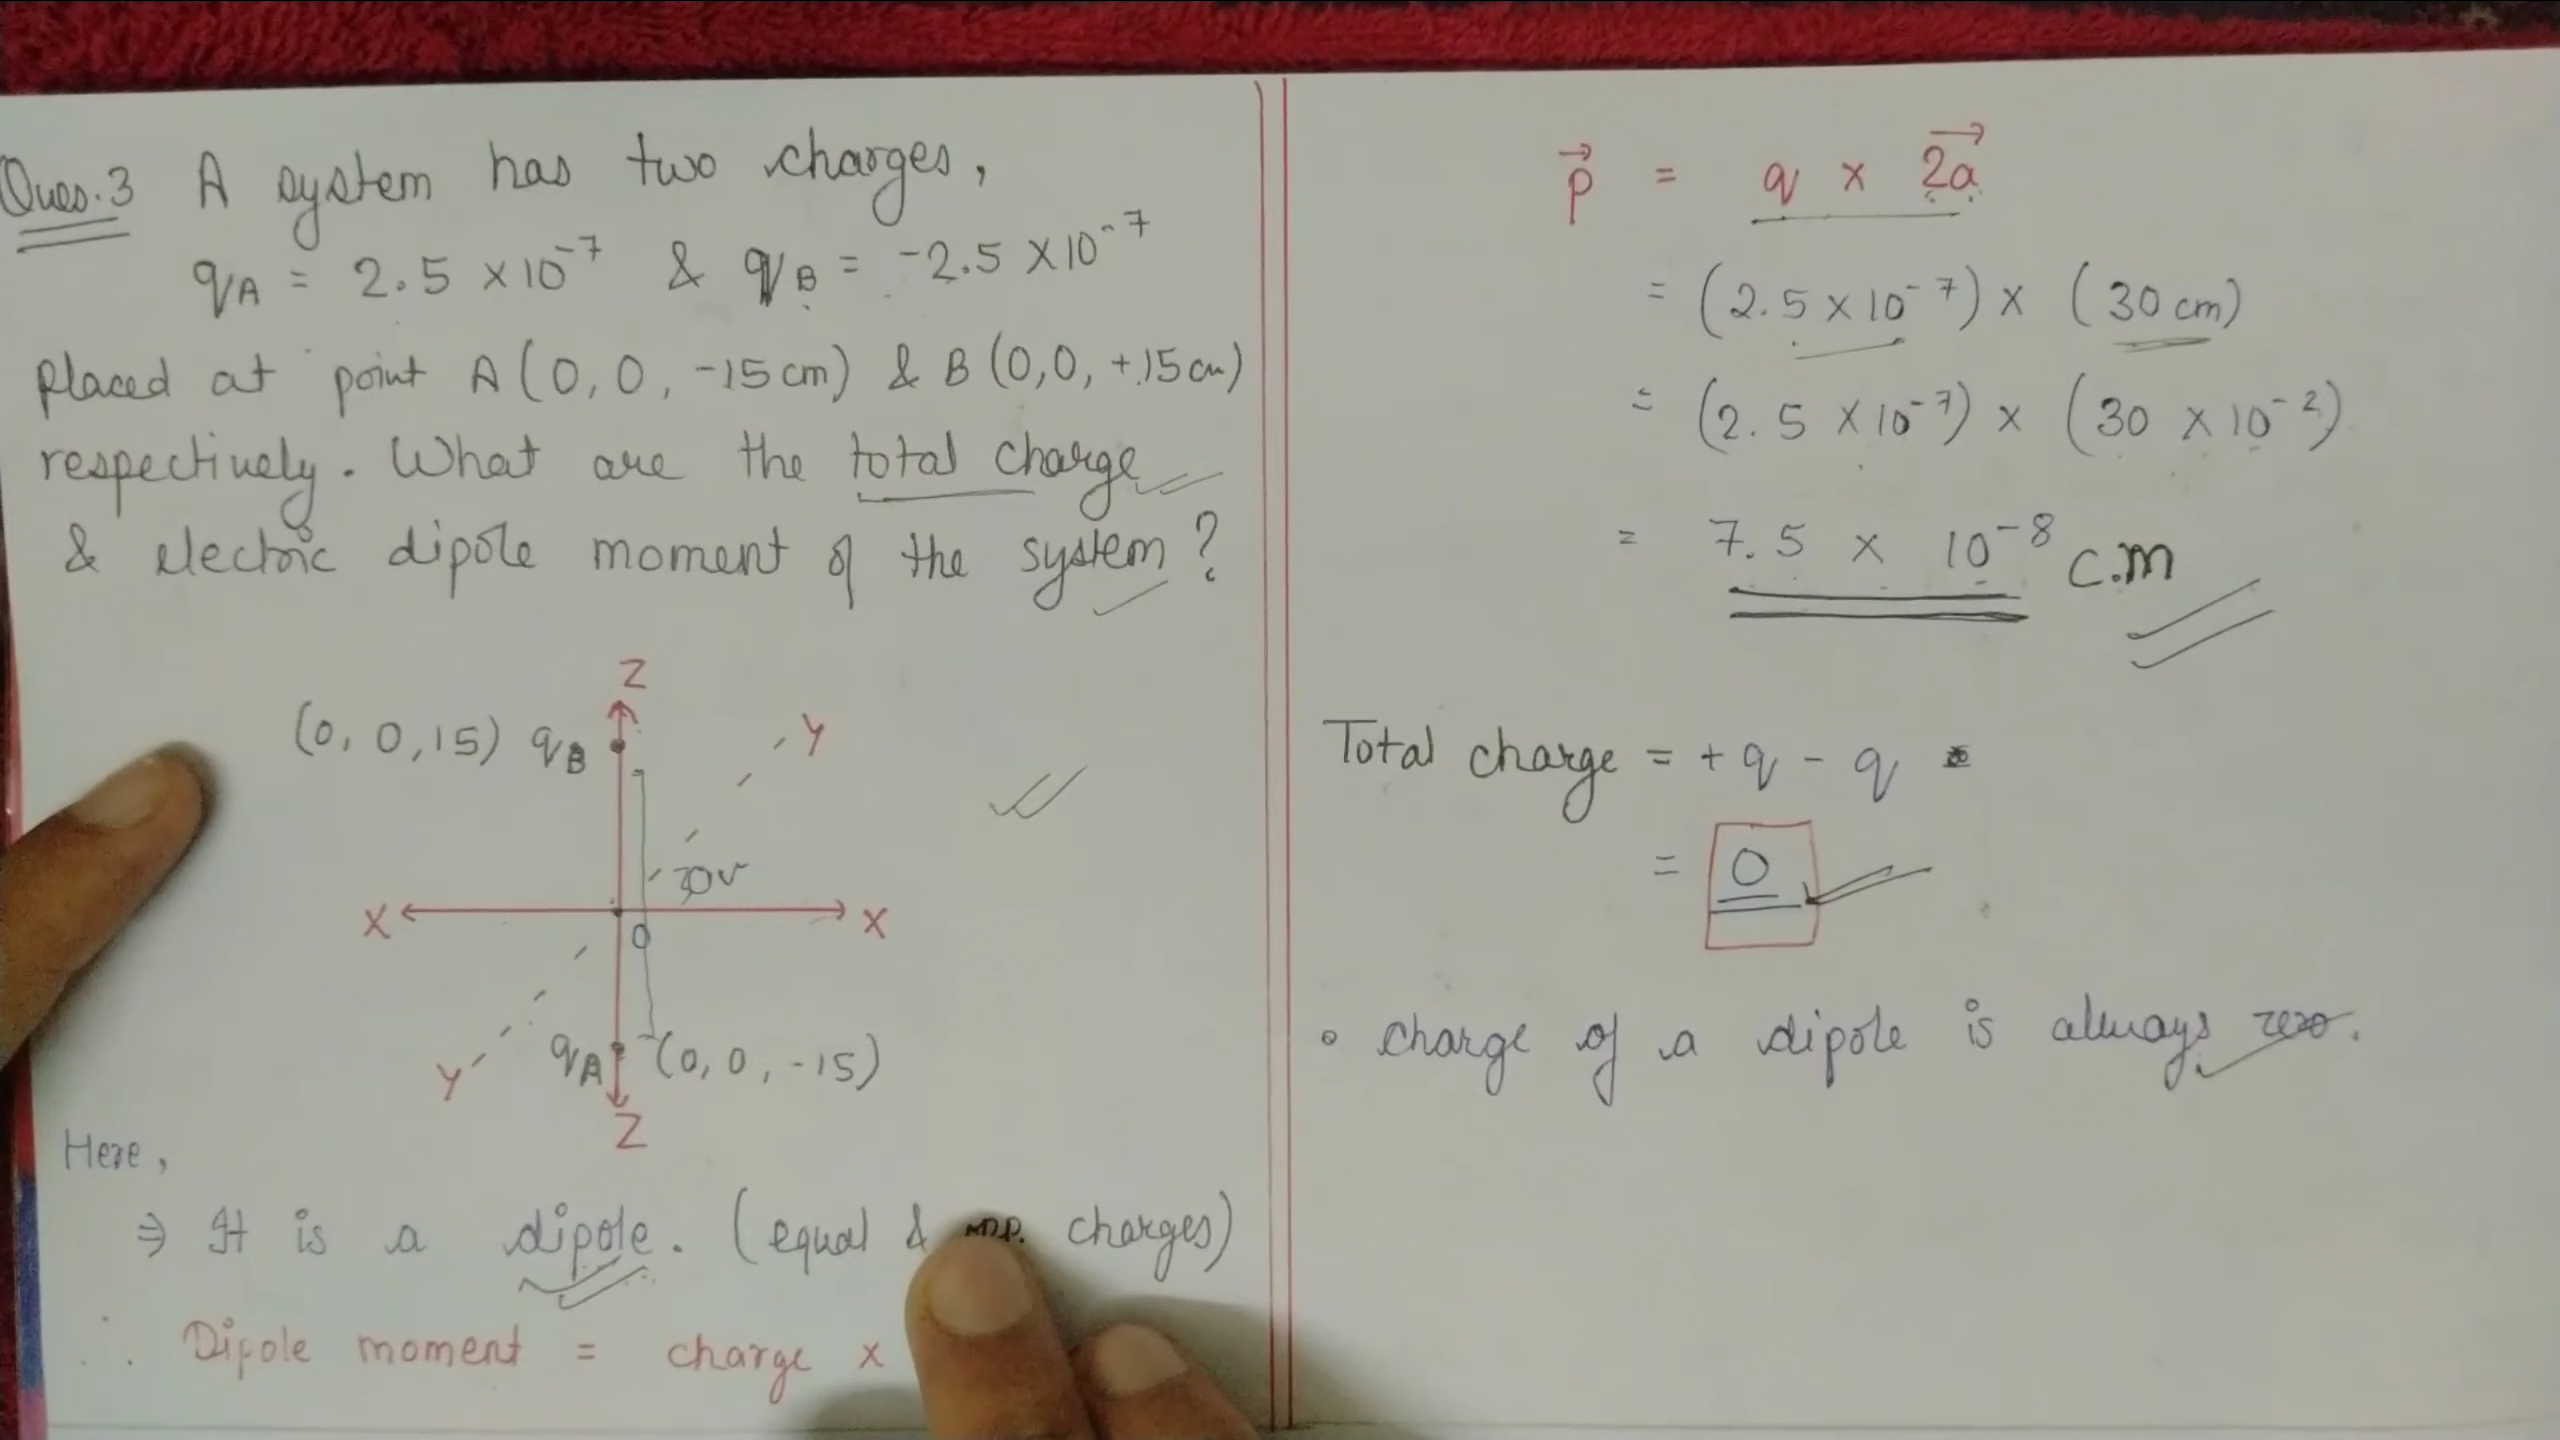 Ques.3 A system has two charges,
qA = 2.5 × 10⁻⁷ & qB = -2.5 × 10⁻⁷
placed at point A(0, 0, -15 cm) & B(0,0, +15 cm)
respectively. What are the total charge
& electric dipole moment of the system?
Z
(0, 0, 15) qB
Y
30
X X
O
qA (0, 0, -15)
Y
Z
Here,
⇒ It is a dipole. (equal & opp. charges)
∴ Dipole moment = charge ×
p⃗ = q × 2a⃗
= (2.5 × 10⁻⁷) × (30 cm)
= (2.5 × 10⁻⁷) × (30 × 10⁻²)
= 7.5 × 10⁻⁸ C.m
Total charge = + q - q
= 0
• charge of a dipole is always zero.